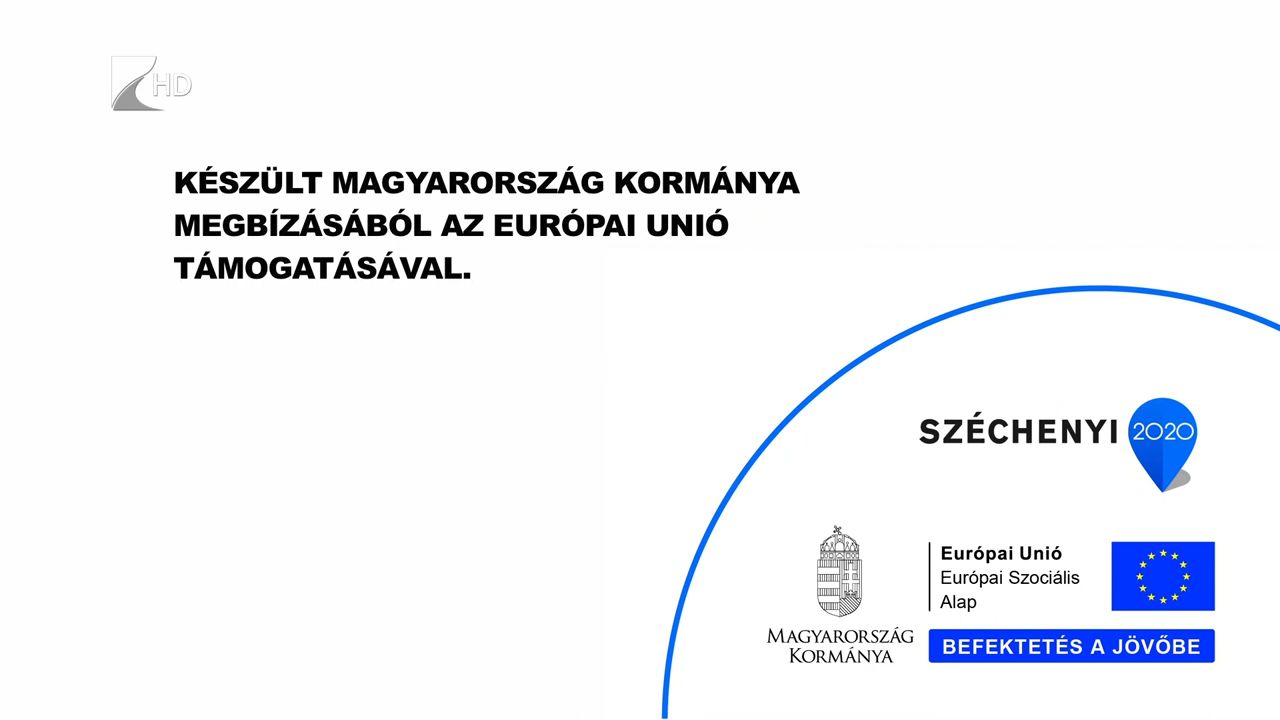 HD
KÉSZÜLT MAGYARORSZÁG KORMÁNYA
MEGBÍZÁSÁBÓL AZ EURÓPAI UNIÓ
TÁMOGATÁSÁVAL.
SZÉCHENYI 2020
MAGYARORSZÁG
KORMÁNYA
Európai Unió
Európai Szociális
Alap
BEFEKTETÉS A JÖVŐBE